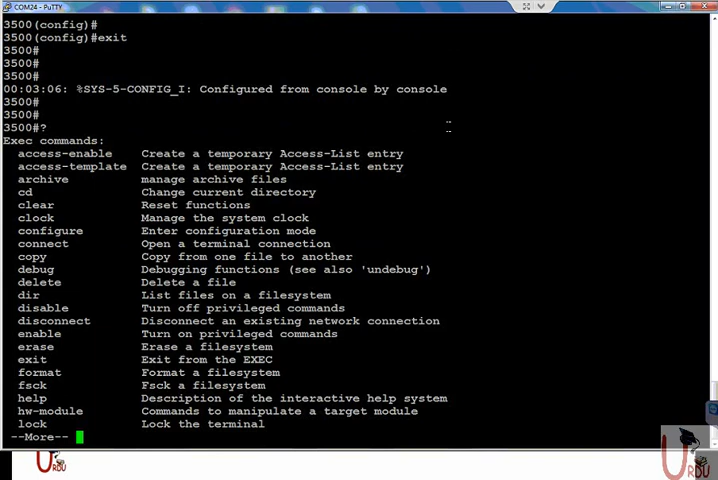 COM24 - PuTTY
3500(config)#
3500(config)#exit
3500#
3500#
3500#
00:03:06: %SYS-5-CONFIG_I: Configured from console by console
3500#
3500#
3500#?
Exec commands:
access-enable Create a temporary Access-List entry
access-template Create a temporary Access-List entry
archive manage archive files
cd Change current directory
clear Reset functions
clock Manage the system clock
configure Enter configuration mode
connect Open a terminal connection
copy Copy from one file to another
debug Debugging functions (see also 'undebug')
delete Delete a file
dir List files on a filesystem
disable Turn off privileged commands
disconnect Disconnect an existing network connection
enable Turn on privileged commands
erase Erase a filesystem
exit Exit from the EXEC
format Format a filesystem
fsck Fsck a filesystem
help Description of the interactive help system
hw-module Commands to manipulate a target module
lock Lock the terminal
--More--
URDU
URDU